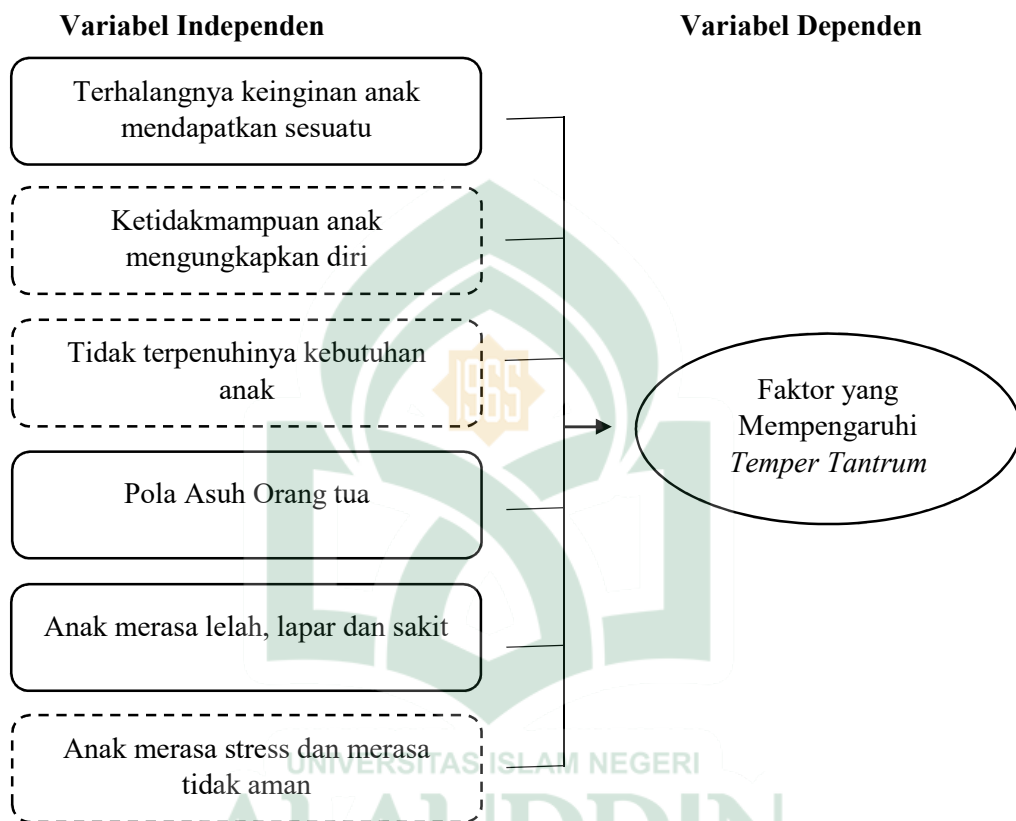 Variabel Independen
Variabel Dependen
Terhalangnya keinginan anak
mendapatkan sesuatu
Ketidakmampuan anak
mengungkapkan diri
Tidak terpenuhinya kebutuhan
anak
Pola Asuh Orang tua
Anak merasa lelah, lapar dan sakit
Anak merasa stress dan merasa
tidak aman
Faktor yang
Mempengaruhi
Temper Tantrum
1965
UNIVERSITAS ISLAM NEGERI
ALAUDDIN